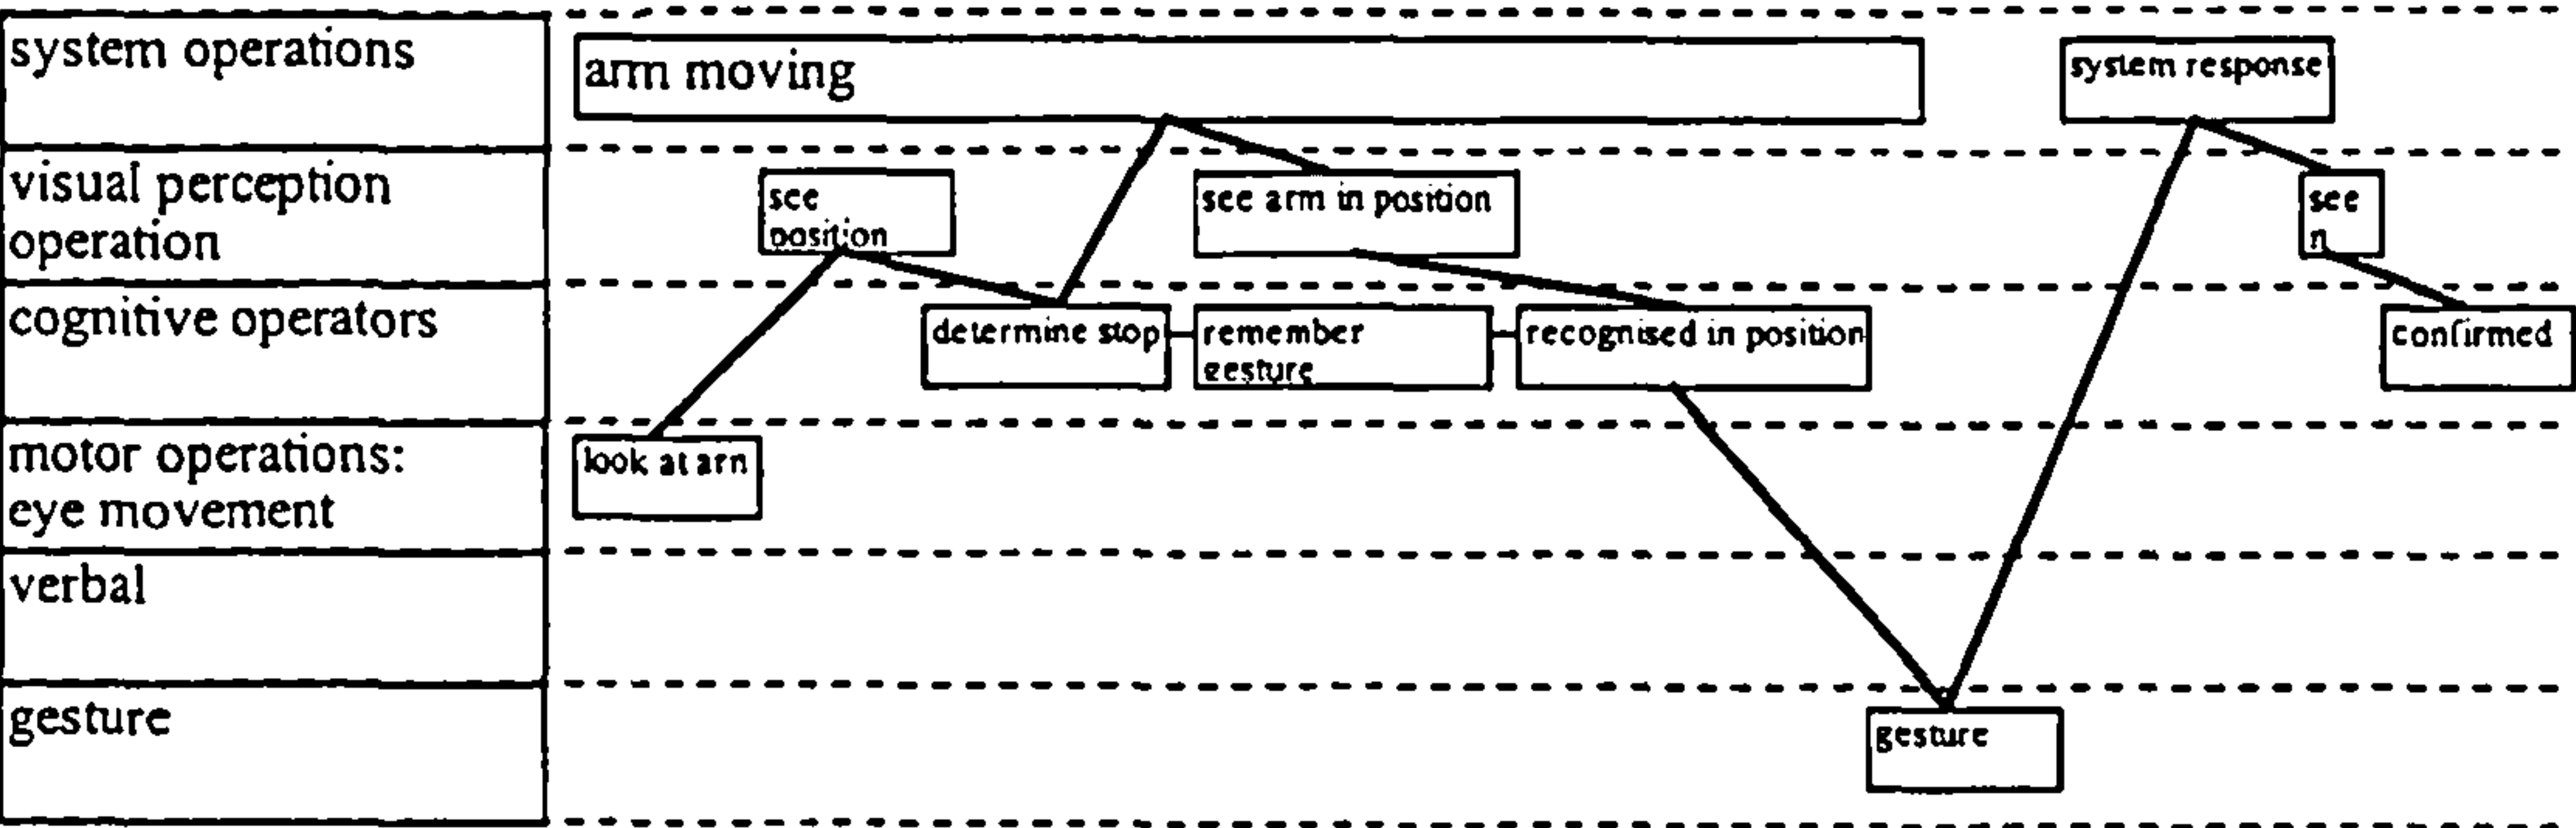 system operations
arm moving
system response
visual perception
operation
see
position
see arm in position
see
n
cognitive operators
determine stop
remember
gesture
recognised in position
confirmed
motor operations:
eye movement
look at arn
verbal
gesture
gesture